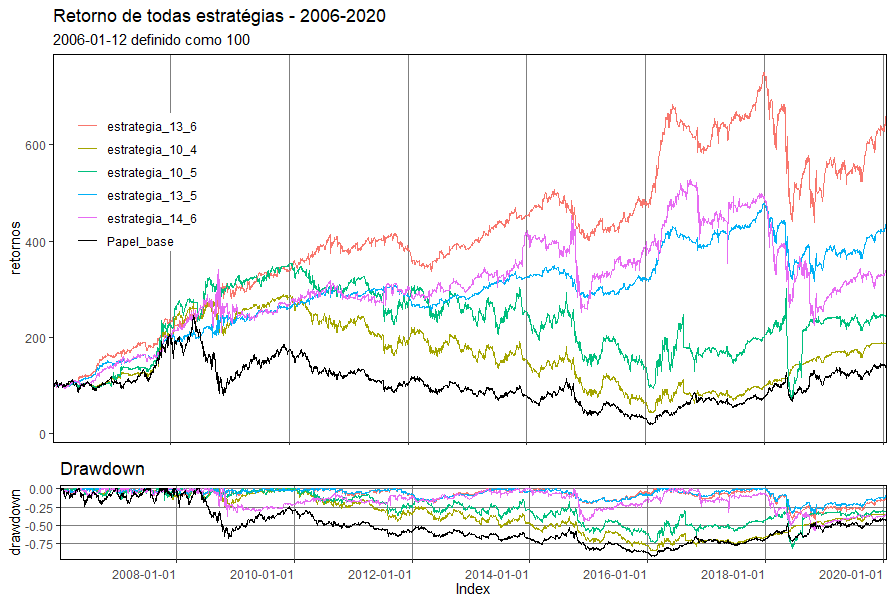 Retorno de todas estratégias - 2006-2020
2006-01-12 definido como 100
retornos
600
400
200
0
estrategia_13_6
estrategia_10_4
estrategia_10_5
estrategia_13_5
estrategia_14_6
Papel_base
Drawdown
drawdown
0.00
-0.25
-0.50
-0.75
2008-01-01 2010-01-01 2012-01-01 2014-01-01 2016-01-01 2018-01-01 2020-01-01
Index